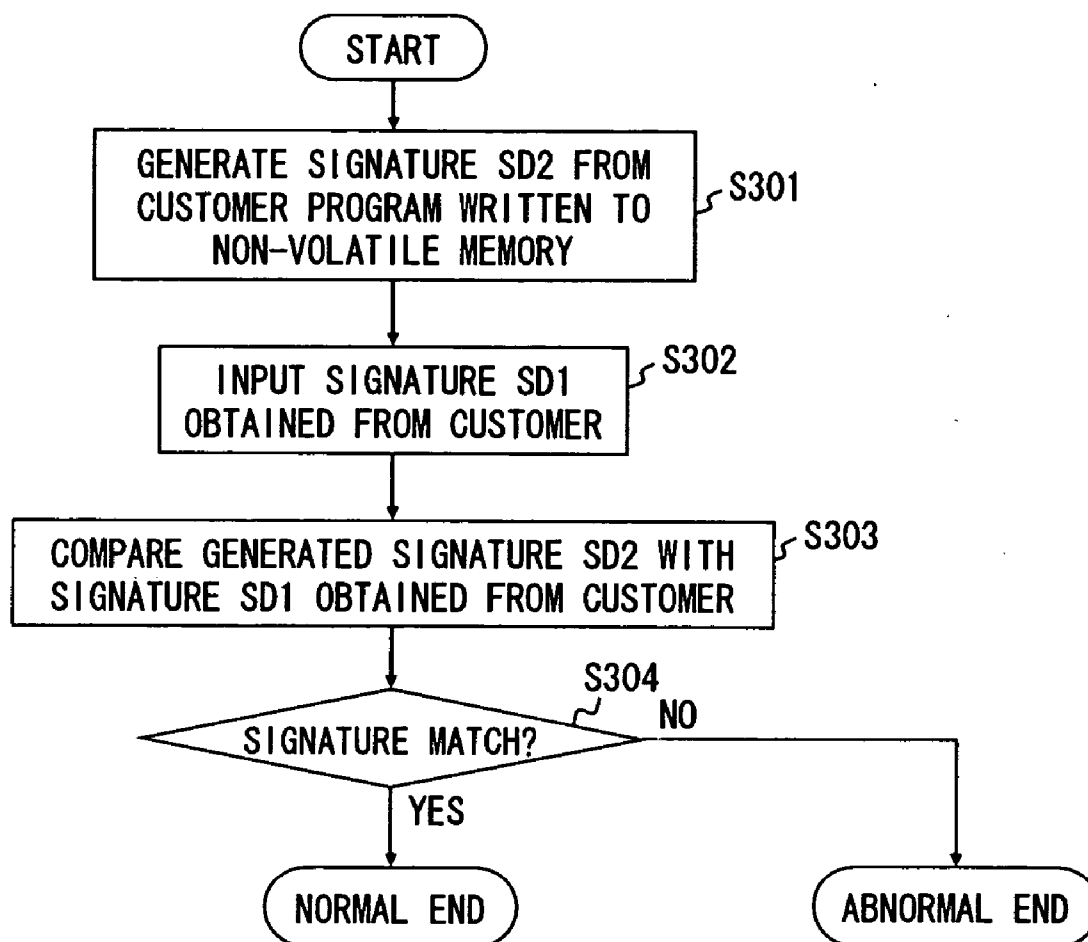 START
GENERATE SIGNATURE SD2 FROM
CUSTOMER PROGRAM WRITTEN TO
NON-VOLATILE MEMORY
S301
INPUT SIGNATURE SD1
OBTAINED FROM CUSTOMER
S302
COMPARE GENERATED SIGNATURE SD2 WITH
SIGNATURE SD1 OBTAINED FROM CUSTOMER
S303
S304
SIGNATURE MATCH?
NO
YES
NORMAL END
ABNORMAL END